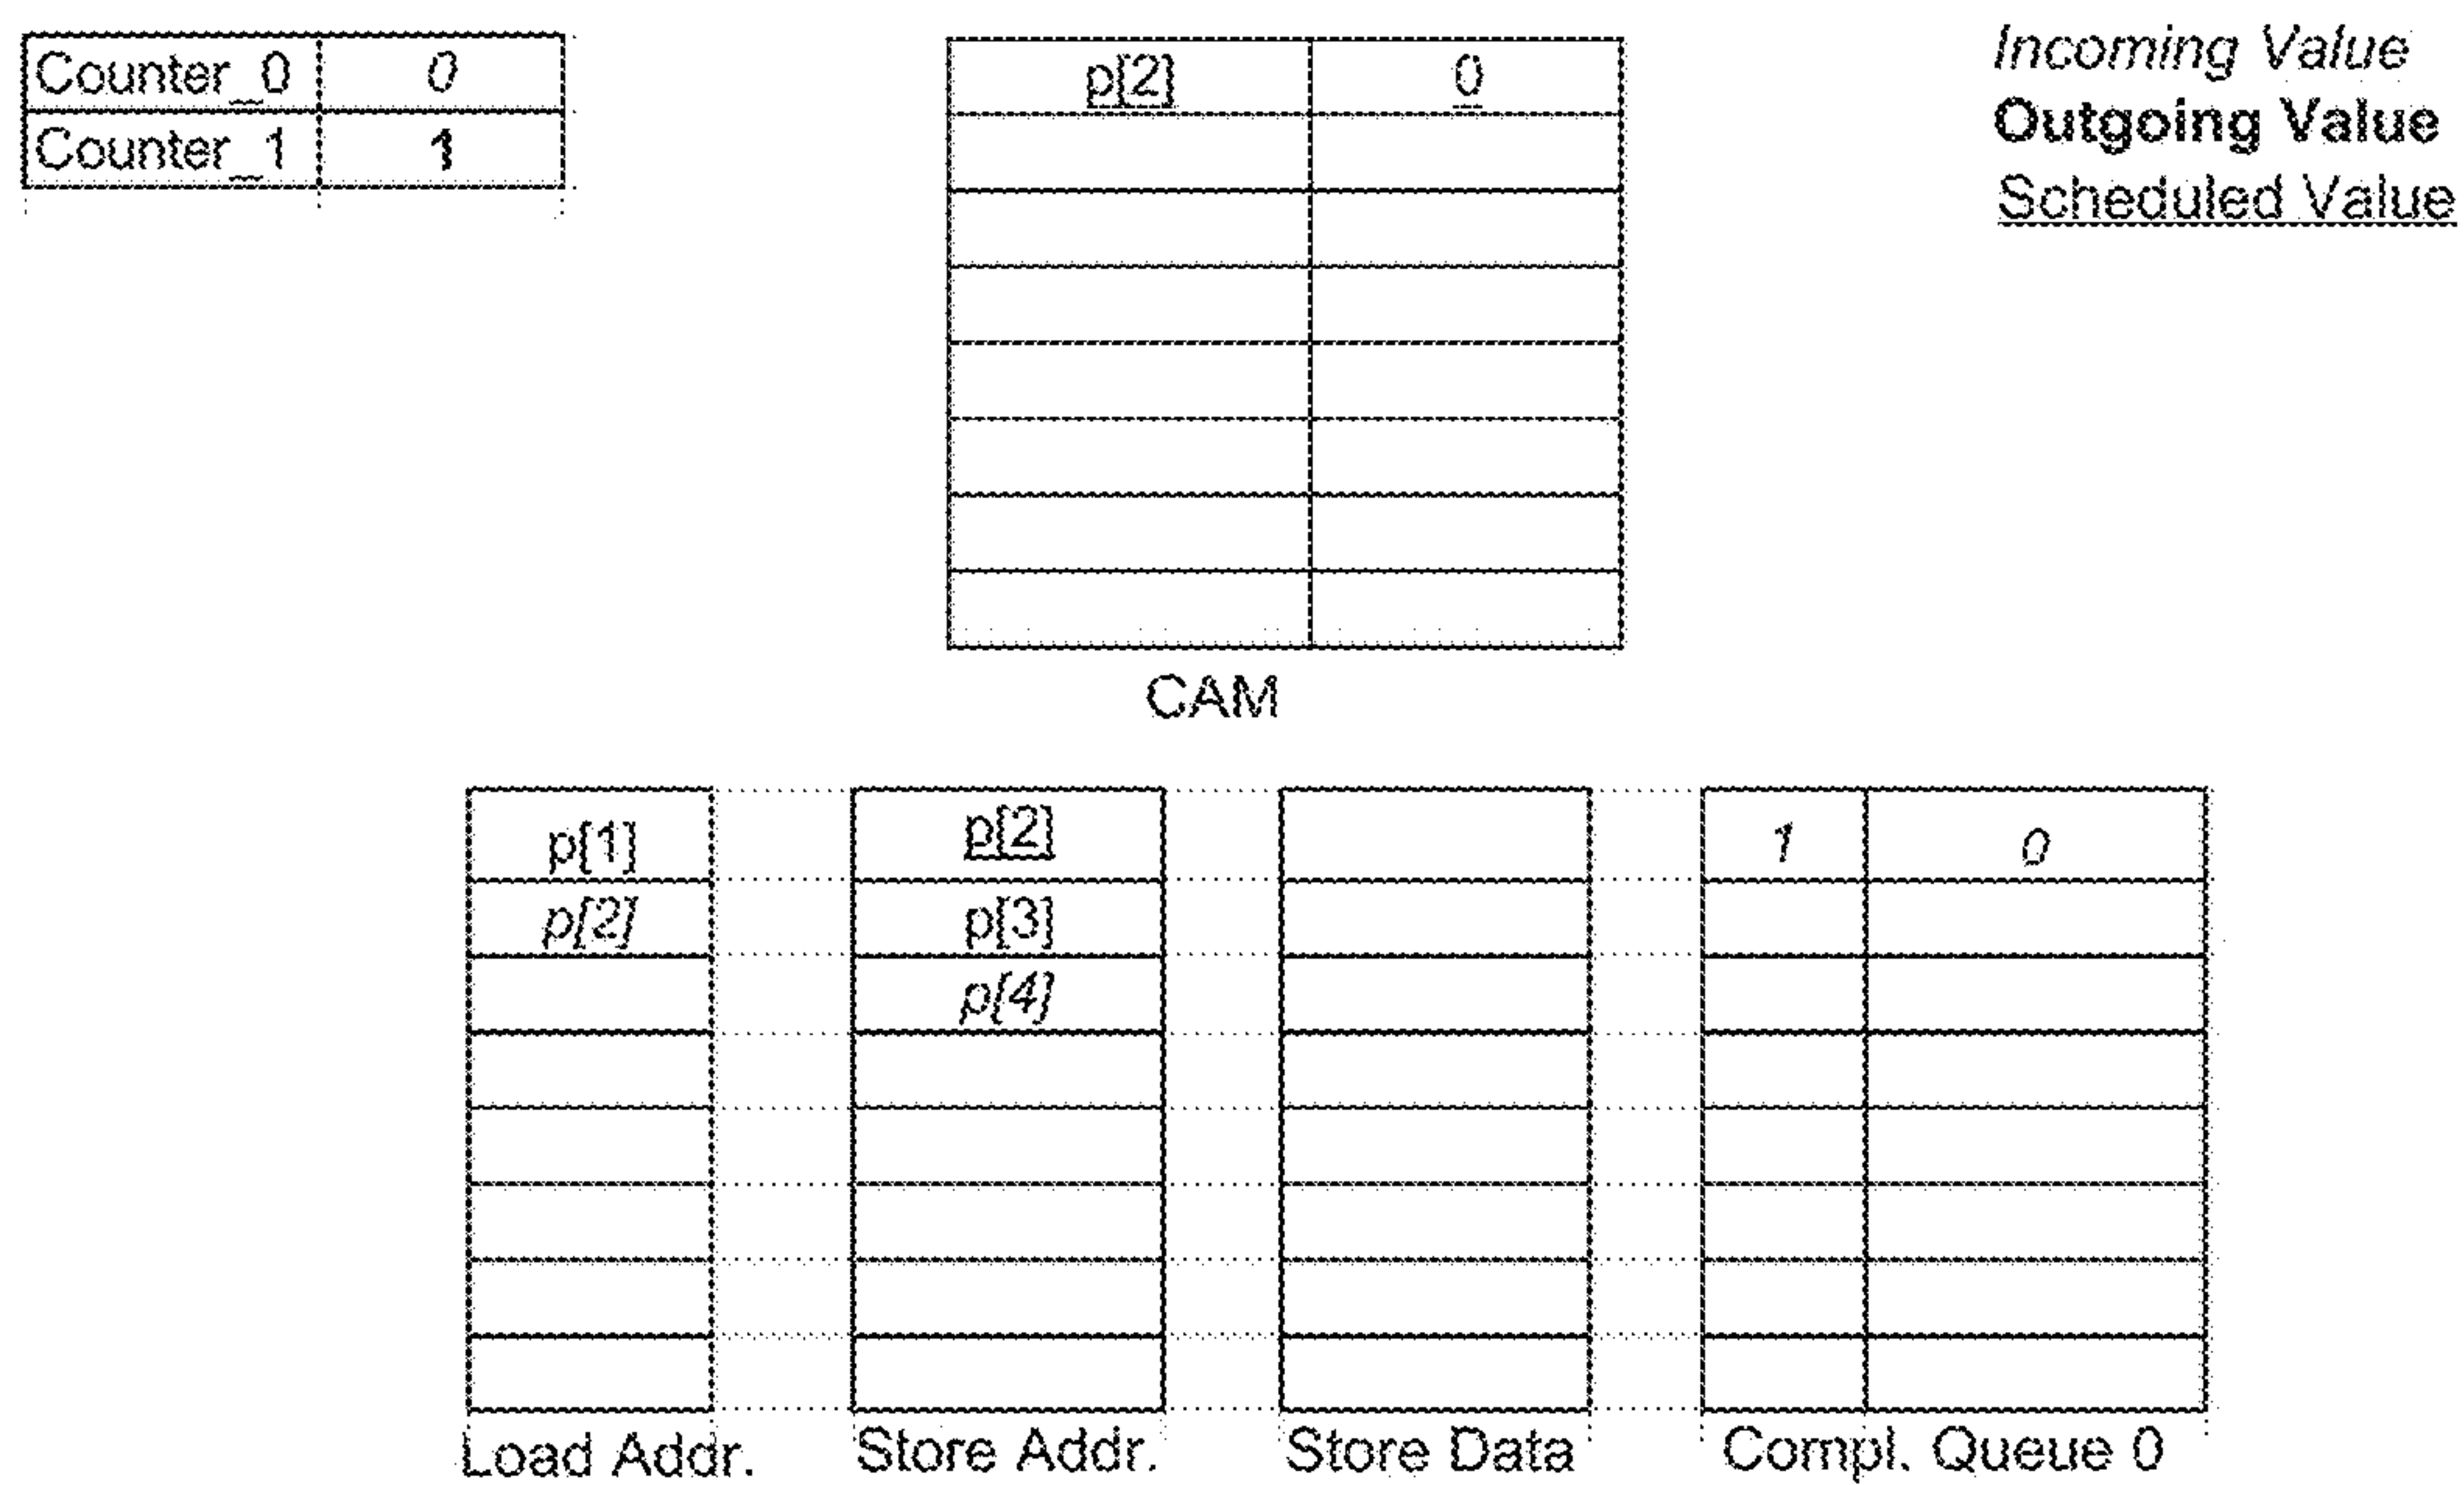 Counter_0 0
Counter_1 1
p[2] 0
CAM
Incoming Value
Outgoing Value
Scheduled Value
p[1] p[2] 1 0
p[2] p[3]
p[4]
Load Addr. Store Addr. Store Data Compl. Queue 0